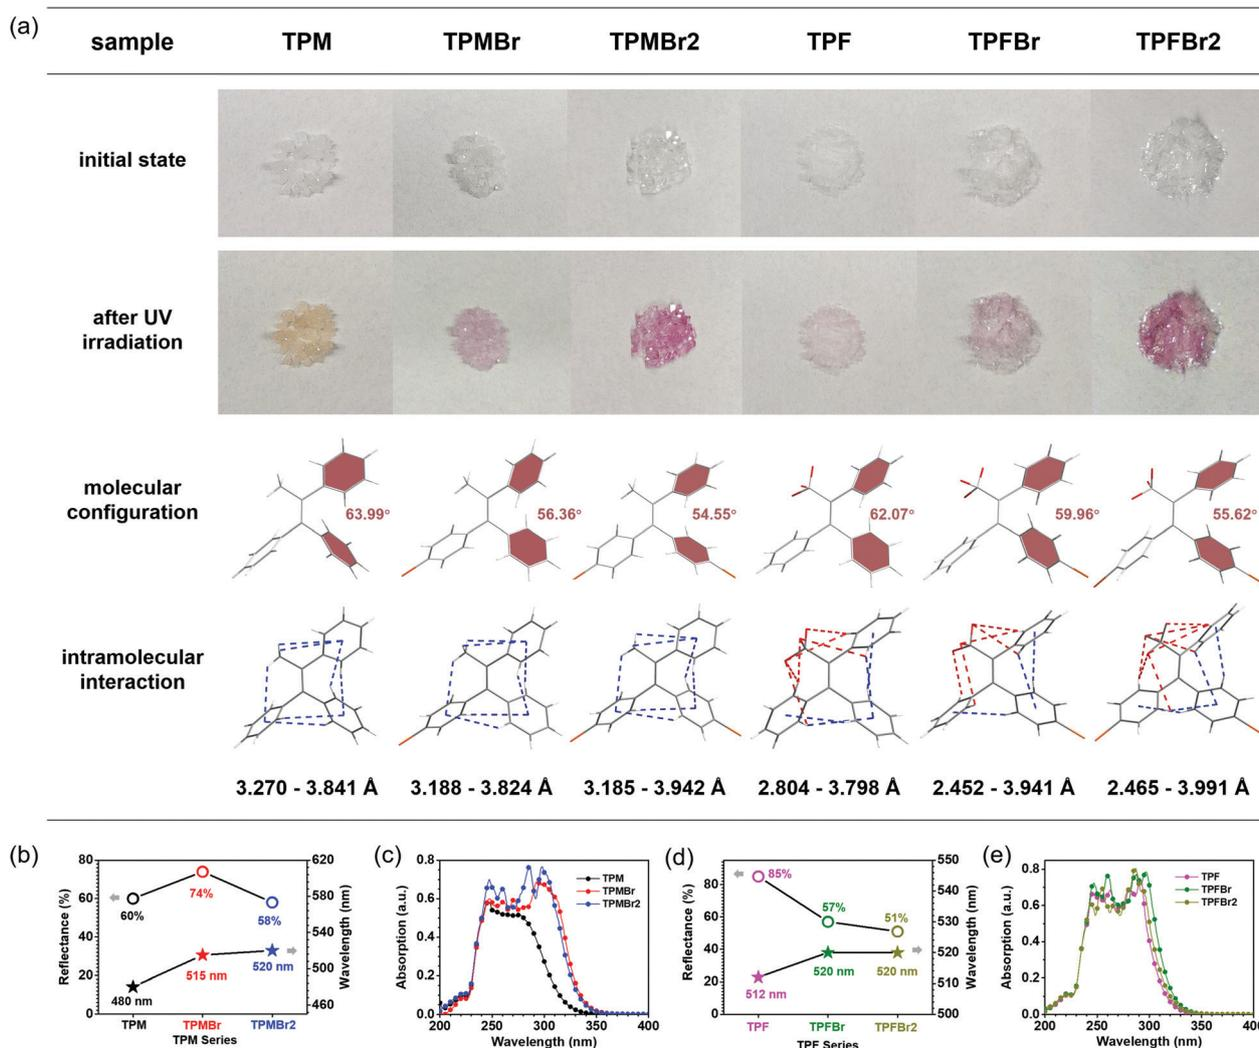 (a)
sample TPM TPMBr TPMBr2 TPF TPFBr TPFBr2
initial state
after UV
irradiation
molecular
configuration
63.99° 56.36° 54.55° 62.07° 59.96° 55.62°
intramolecular
interaction
3.270 - 3.841 Å 3.188 - 3.824 Å 3.185 - 3.942 Å 2.804 - 3.798 Å 2.452 - 3.941 Å 2.465 - 3.991 Å
(b)
Reflectance (%)
80
60
40
20
0
60%
74%
58%
480 nm
515 nm
520 nm
620
580
540
500
460
Wavelength (nm)
TPM TPMBr TPMBr2
TPM Series
(c)
Absorption (a.u.)
0.8
0.6
0.4
0.2
0.0
TPM
TPMBr
TPMBr2
200 250 300 350 400
Wavelength (nm)
(d)
Reflectance (%)
80
60
40
20
0
85%
57%
51%
512 nm
520 nm
520 nm
550
540
530
520
510
500
Wavelength (nm)
TPF TPFBr TPFBr2
TPF Series
(e)
Absorption (a.u.)
0.8
0.6
0.4
0.2
0.0
TPF
TPFBr
TPFBr2
200 250 300 350 400
Wavelength (nm)